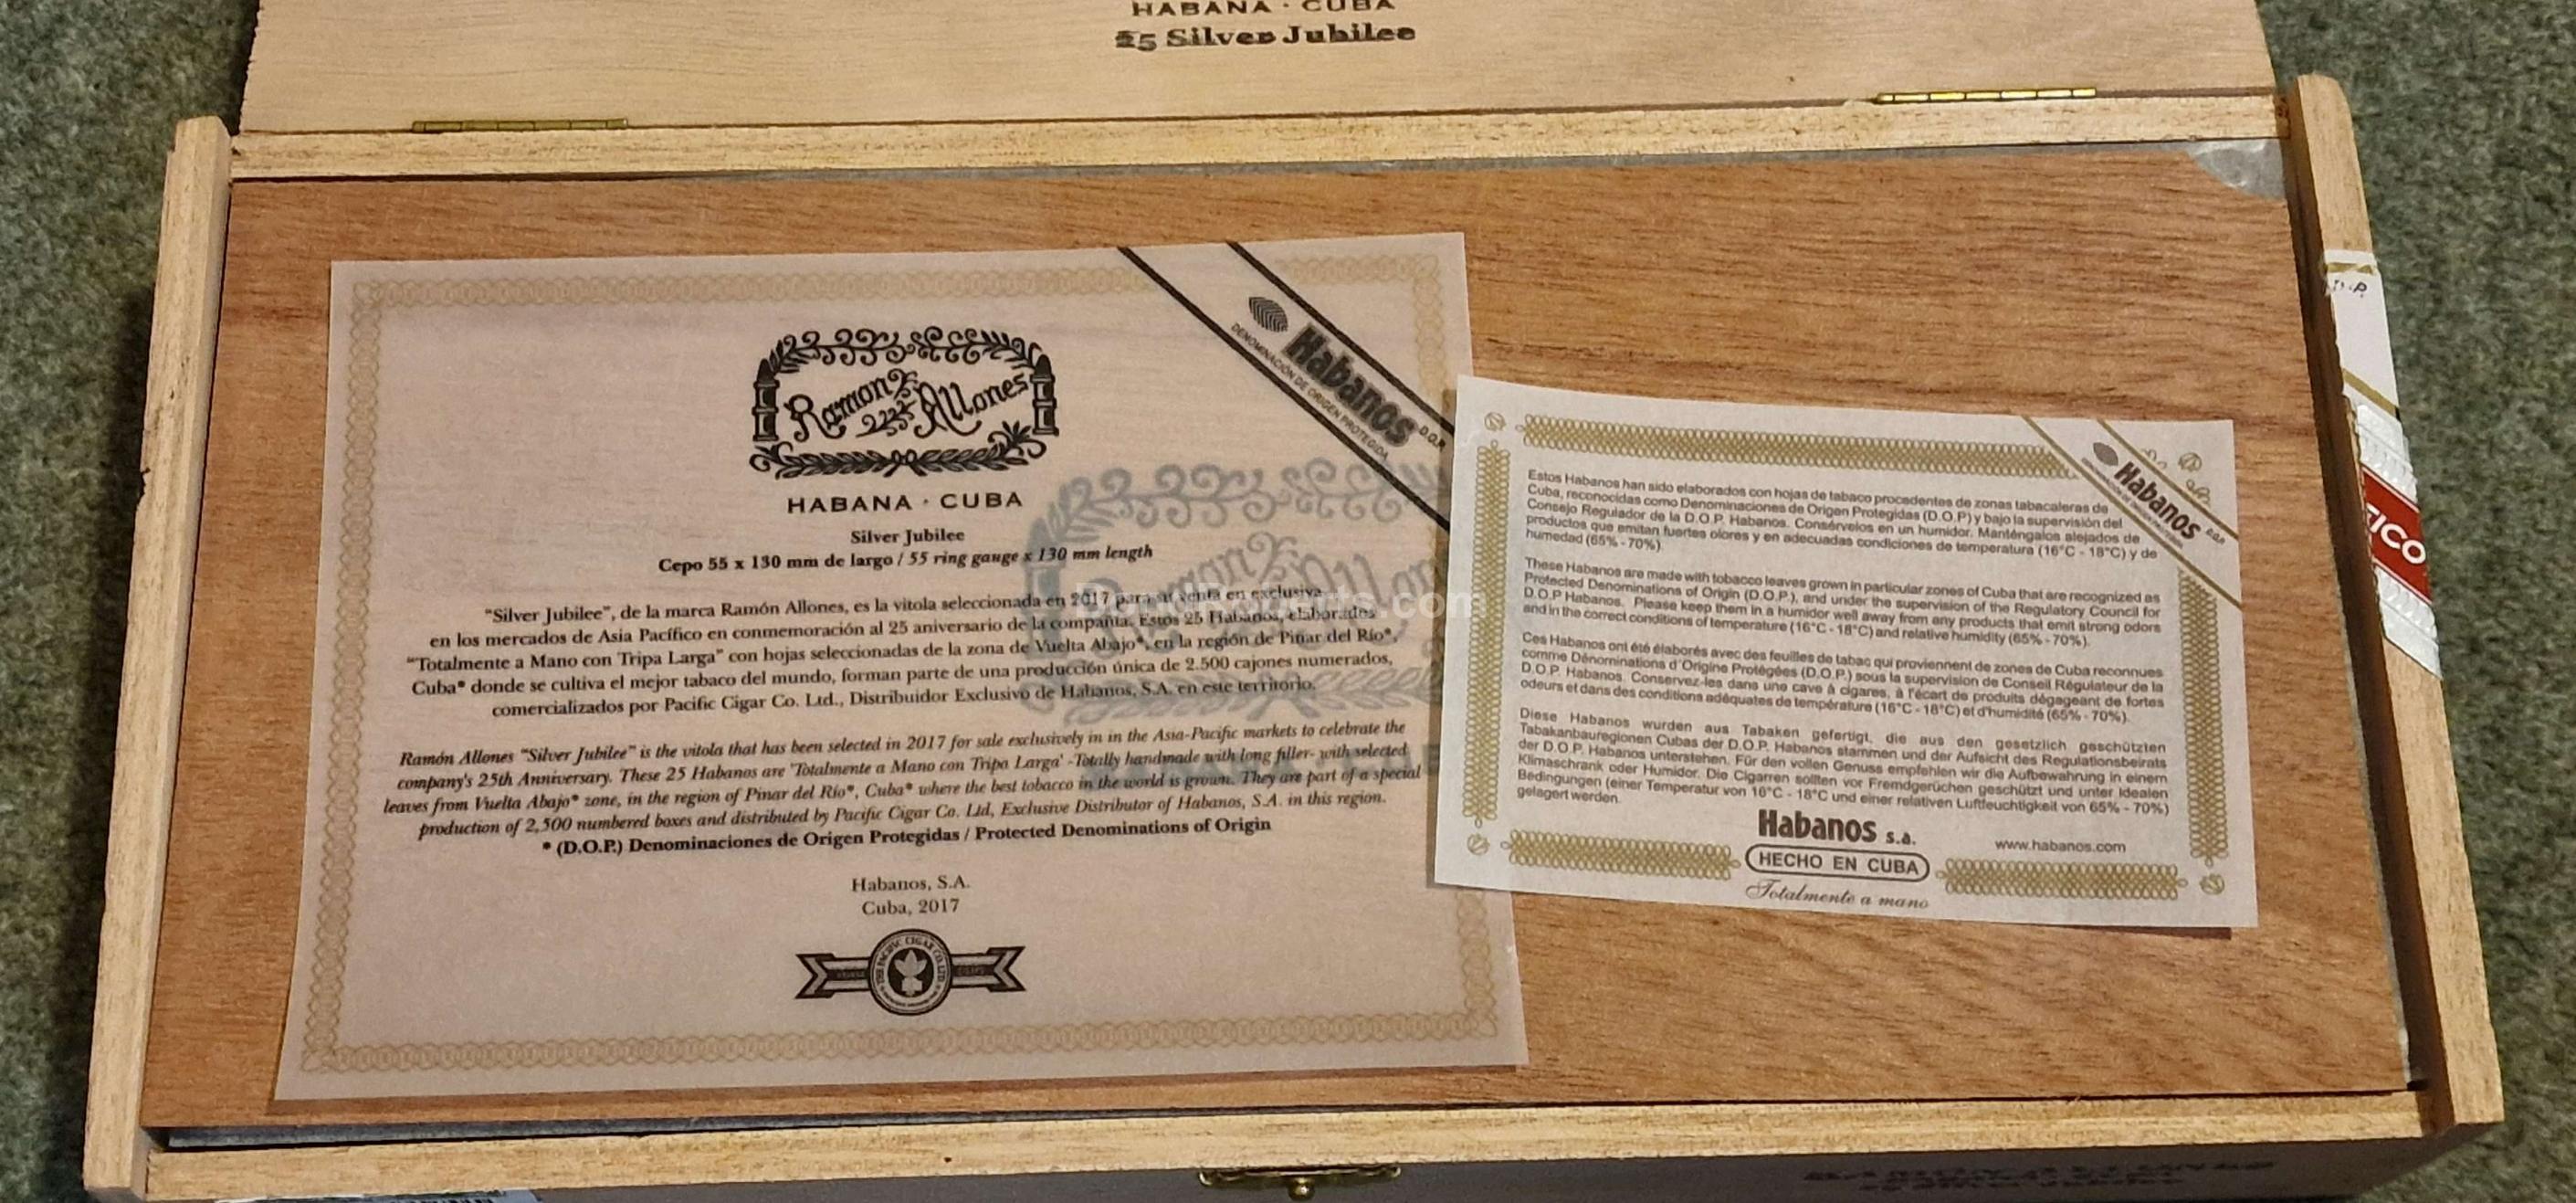 HABANA · CUBA
25 Silver Jubilee
Ramon Allones
HABANA · CUBA
Silver Jubilee
Cepo 55 x 130 mm de largo / 55 ring gauge x 130 mm length
"Silver Jubilee", de la marca Ramón Allones, es la vitola seleccionada en 2017 para su venta en exclusiva
en los mercados de Asia Pacífico en conmemoración al 25 aniversario de la compañía. Estos 25 Habanos, elaborados
"Totalmente a Mano con Tripa Larga" con hojas seleccionadas de la zona de Vuelta Abajo*, en la región de Pinar del Río*,
Cuba* donde se cultiva el mejor tabaco del mundo, forman parte de una producción única de 2.500 cajones numerados,
comercializados por Pacific Cigar Co. Ltd., Distribuidor Exclusivo de Habanos, S.A. en este territorio.
Ramón Allones "Silver Jubilee" is the vitola that has been selected in 2017 for sale exclusively in in the Asia-Pacific markets to celebrate the
company's 25th Anniversary. These 25 Habanos are 'Totalmente a Mano con Tripa Larga' -Totally handmade with long filler- with selected
leaves from Vuelta Abajo* zone, in the region of Pinar del Río*, Cuba* where the best tobacco in the world is grown. They are part of a special
production of 2,500 numbered boxes and distributed by Pacific Cigar Co. Ltd, Exclusive Distributor of Habanos, S.A. in this region.
* (D.O.P.) Denominaciones de Origen Protegidas / Protected Denominations of Origin
Habanos, S.A.
Cuba, 2017
Habanos D.O.P.
DENOMINACIÓN DE ORIGEN PROTEGIDA
Estos Habanos han sido elaborados con hojas de tabaco procedentes de zonas tabacaleras de
Cuba, reconocidas como Denominaciones de Origen Protegidas (D.O.P) y bajo la supervisión del
Consejo Regulador de la D.O.P. Habanos. Consérvelos en un humidor. Manténgalos alejados de
productos que emitan fuertes olores y en adecuadas condiciones de temperatura (16°C - 18°C) y de
humedad (65% - 70%).
These Habanos are made with tobacco leaves grown in particular zones of Cuba that are recognized as
Protected Denominations of Origin (D.O.P.), and under the supervision of the Regulatory Council for
D.O.P Habanos. Please keep them in a humidor well away from any products that emit strong odors
and in the correct conditions of temperature (16°C - 18°C) and relative humidity (65% - 70%).
Ces Habanos ont été élaborés avec des feuilles de tabac qui proviennent de zones de Cuba reconnues
comme Dénominations d'Origine Protégées (D.O.P.) sous la supervision de Conseil Régulateur de la
D.O.P. Habanos. Conservez-les dans une cave à cigares, à l'écart de produits dégageant de fortes
odeurs et dans des conditions adéquates de température (16°C - 18°C) et d'humidité (65% - 70%).
Diese Habanos wurden aus Tabaken gefertigt, die aus den gesetzlich geschützten
Tabakanbauregionen Cubas der D.O.P. Habanos stammen und der Aufsicht des Regulationsbeirats
der D.O.P. Habanos unterstehen. Für den vollen Genuss empfehlen wir die Aufbewahrung in einem
Klimaschrank oder Humidor. Die Cigarren sollten vor Fremdgerüchen geschützt und unter Idealen
Bedingungen (einer Temperatur von 16°C - 18°C und einer relativen Luftfeuchtigkeit von 65% - 70%)
gelagert werden.
Habanos s.a.
www.habanos.com
HECHO EN CUBA
Totalmente a mano
Habanos D.O.P.
TICO